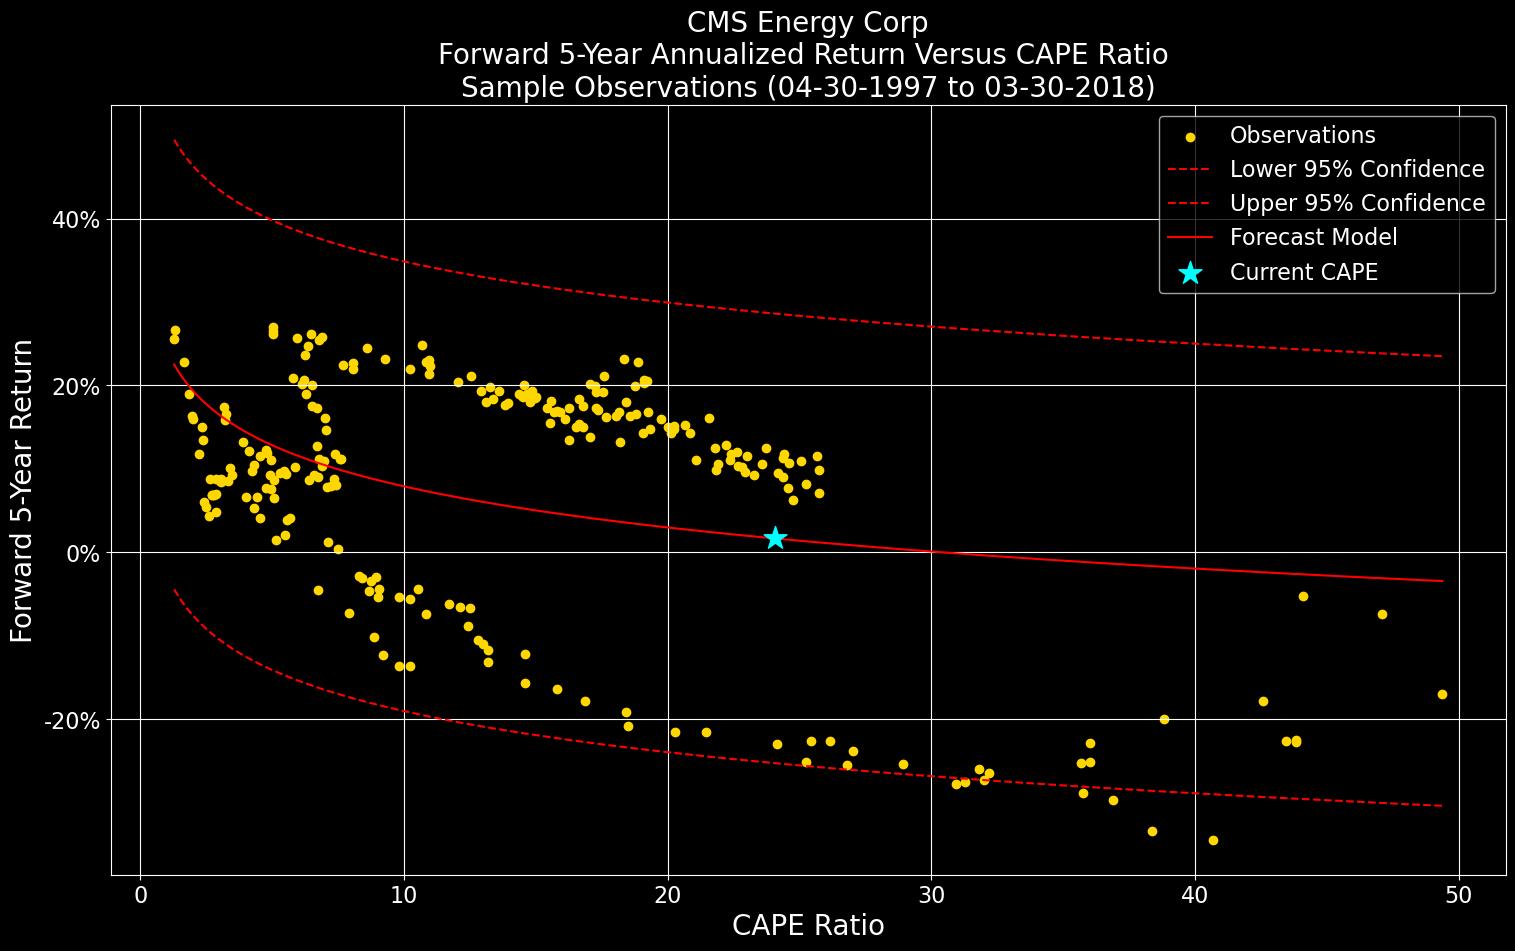 CMS Energy Corp
Forward 5-Year Annualized Return Versus CAPE Ratio
Sample Observations (04-30-1997 to 03-30-2018)
Observations
Lower 95% Confidence
Upper 95% Confidence
Forecast Model
Current CAPE
Forward 5-Year Return
40%
20%
0%
-20%
0 10 20 30 40 50
CAPE Ratio